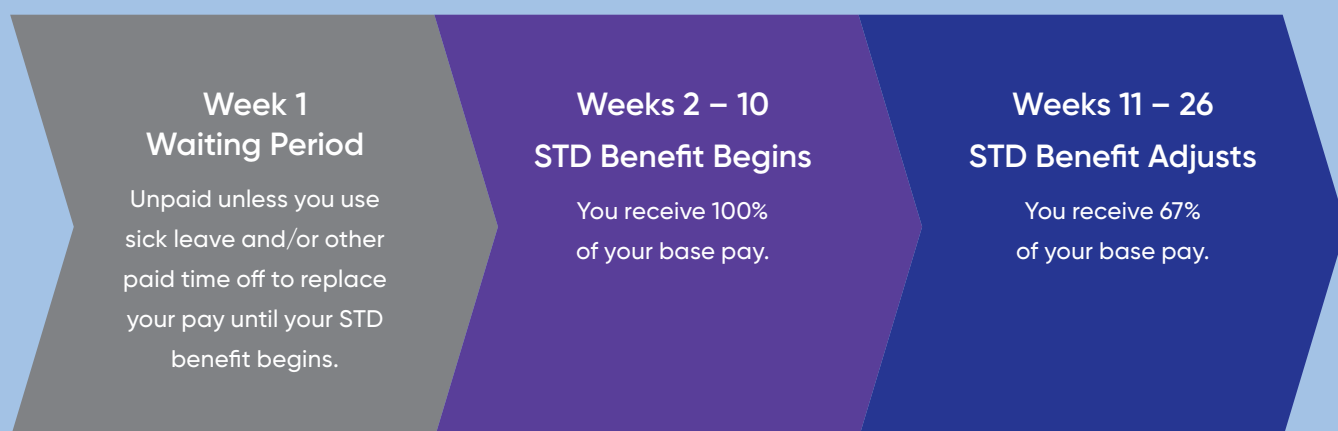 Week 1
Waiting Period
Unpaid unless you use
sick leave and/or other
paid time off to replace
your pay until your STD
benefit begins.
Weeks 2 – 10
STD Benefit Begins
You receive 100%
of your base pay.
Weeks 11 – 26
STD Benefit Adjusts
You receive 67%
of your base pay.